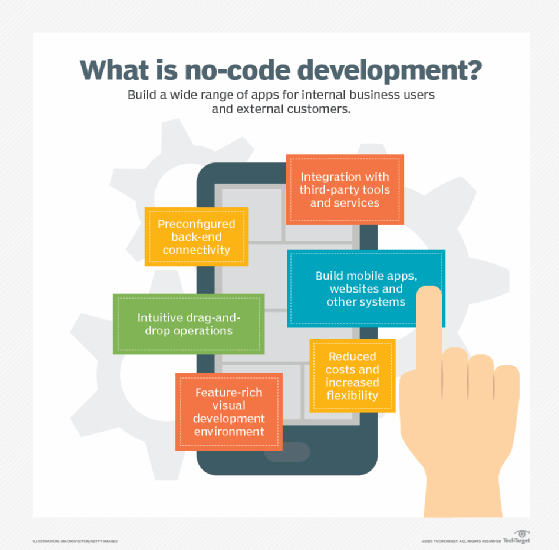 What is no-code development?
Build a wide range of apps for internal business users
and external customers.
Integration with
third-party tools
and services
Preconfigured
back-end
connectivity
Build mobile apps,
websites and
other systems
Intuitive drag-and-
drop operations
Reduced
costs and
increased
flexibility
Feature-rich
visual
development
environment
TechTarget